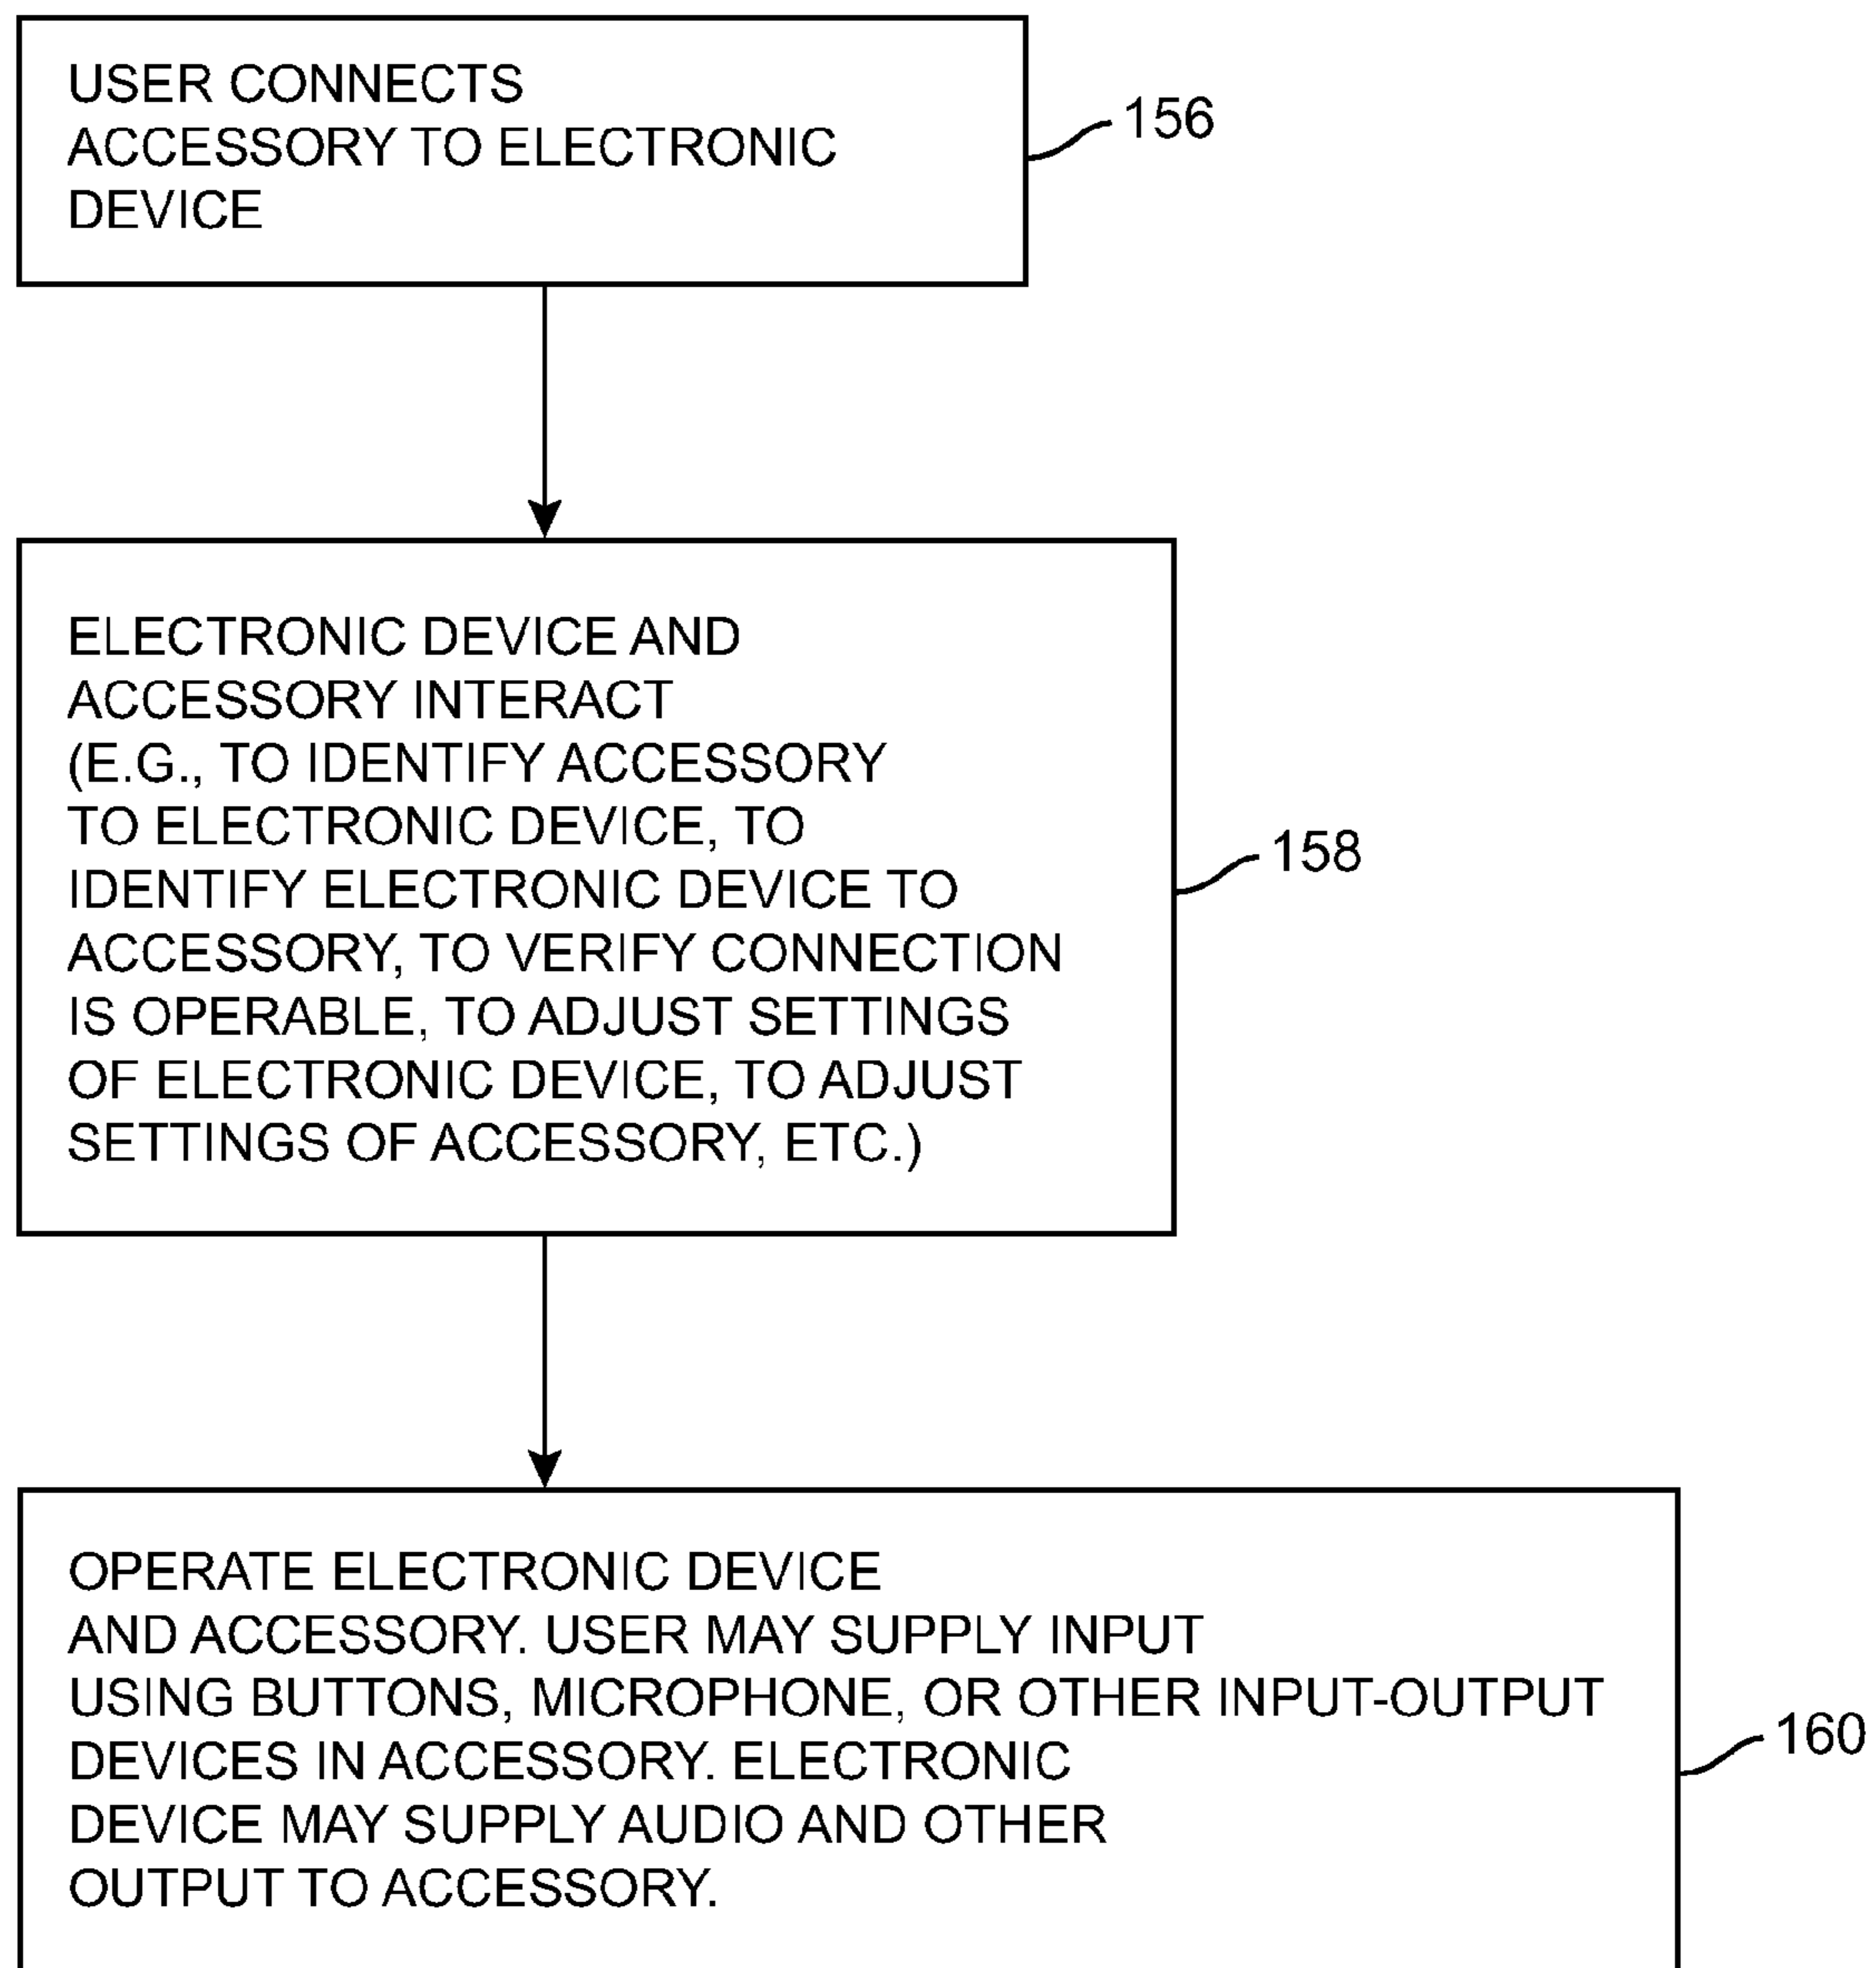 USER CONNECTS
ACCESSORY TO ELECTRONIC
DEVICE
156
ELECTRONIC DEVICE AND
ACCESSORY INTERACT
(E.G., TO IDENTIFY ACCESSORY
TO ELECTRONIC DEVICE, TO
IDENTIFY ELECTRONIC DEVICE TO
ACCESSORY, TO VERIFY CONNECTION
IS OPERABLE, TO ADJUST SETTINGS
OF ELECTRONIC DEVICE, TO ADJUST
SETTINGS OF ACCESSORY, ETC.)
158
OPERATE ELECTRONIC DEVICE
AND ACCESSORY. USER MAY SUPPLY INPUT
USING BUTTONS, MICROPHONE, OR OTHER INPUT-OUTPUT
DEVICES IN ACCESSORY. ELECTRONIC
DEVICE MAY SUPPLY AUDIO AND OTHER
OUTPUT TO ACCESSORY.
160